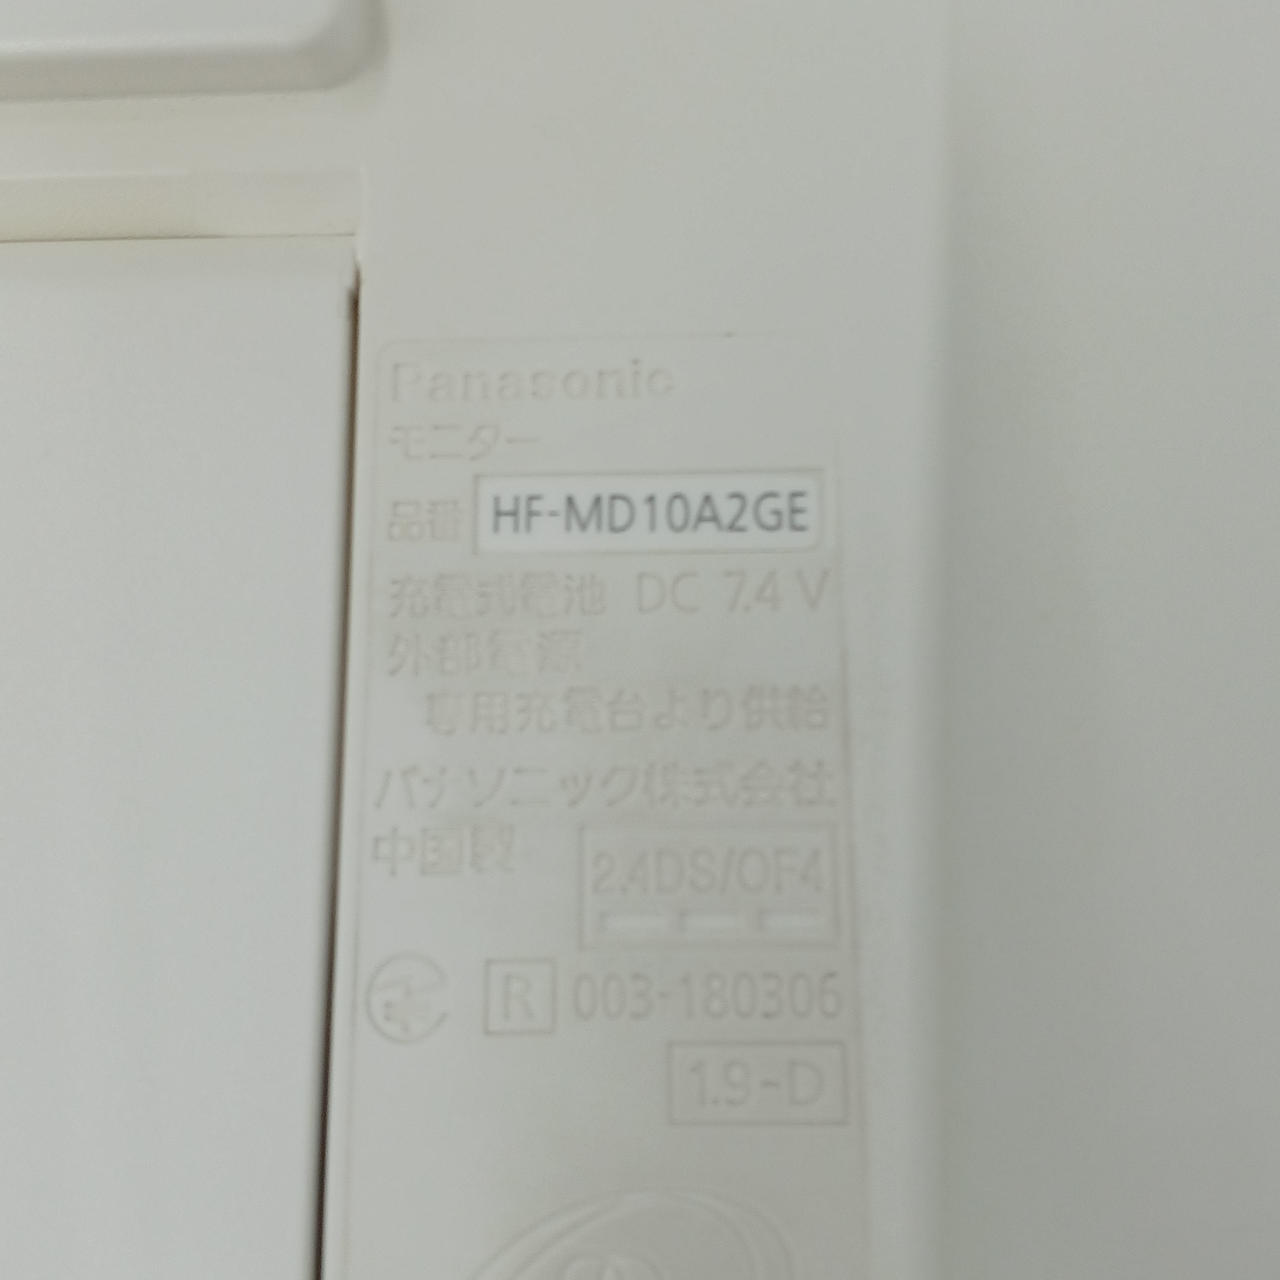 Panasonic
モニター
品番 HF-MD10A2GE
充電式電池 DC 7.4 V
外部電源
専用充電台より供給
パナソニック株式会社
中国製 2.4DS/OF4
R 003-180306
1.9-D